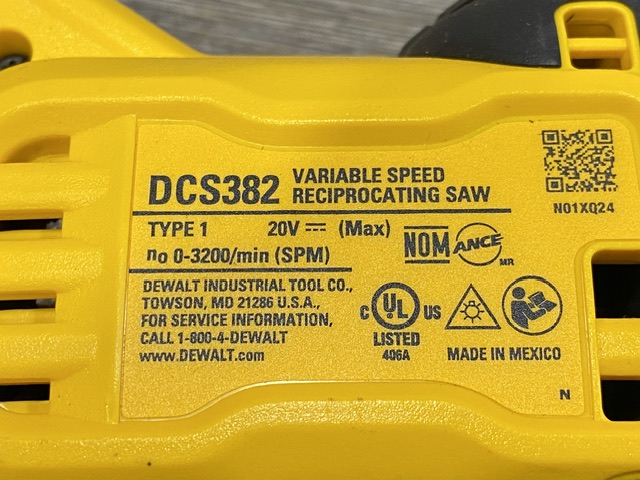 DCS382 VARIABLE SPEED
RECIPROCATING SAW
N01XQ24
TYPE 1 20V ⎓ (Max)
n₀ 0-3200/min (SPM)
NOM ANCE MR
DEWALT INDUSTRIAL TOOL CO.,
TOWSON, MD 21286 U.S.A.,
FOR SERVICE INFORMATION,
CALL 1-800-4-DEWALT
www.DEWALT.com
C UL US
LISTED
406A
MADE IN MEXICO
N